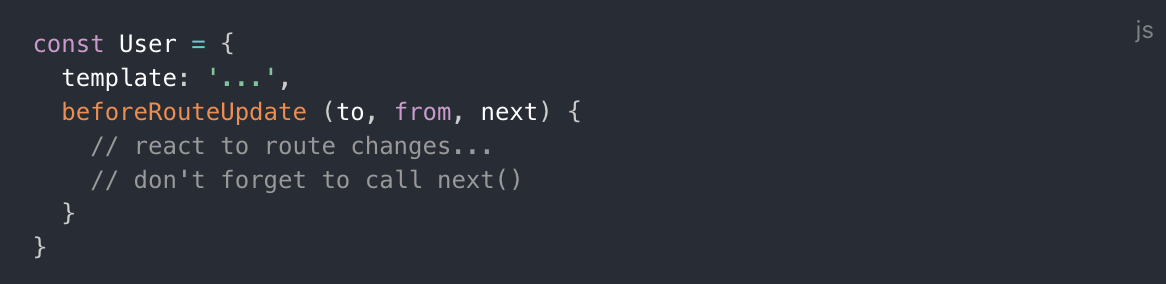 js
const User = {
  template: '...',
  beforeRouteUpdate (to, from, next) {
    // react to route changes...
    // don't forget to call next()
  }
}